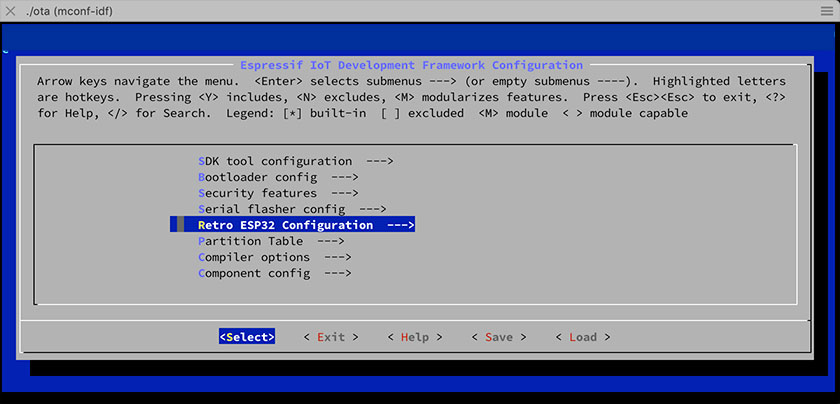 ./ota (mconf-idf)
Espressif IoT Development Framework Configuration
Arrow keys navigate the menu.  <Enter> selects submenus ---> (or empty submenus ----).  Highlighted letters
are hotkeys.  Pressing <Y> includes, <N> excludes, <M> modularizes features.  Press <Esc><Esc> to exit, <?>
for Help, </> for Search.  Legend: [*] built-in  [ ] excluded  <M> module  < > module capable
SDK tool configuration  --->
Bootloader config  --->
Security features  --->
Serial flasher config  --->
Retro ESP32 Configuration  --->
Partition Table  --->
Compiler options  --->
Component config  --->
<Select>    < Exit >    < Help >    < Save >    < Load >